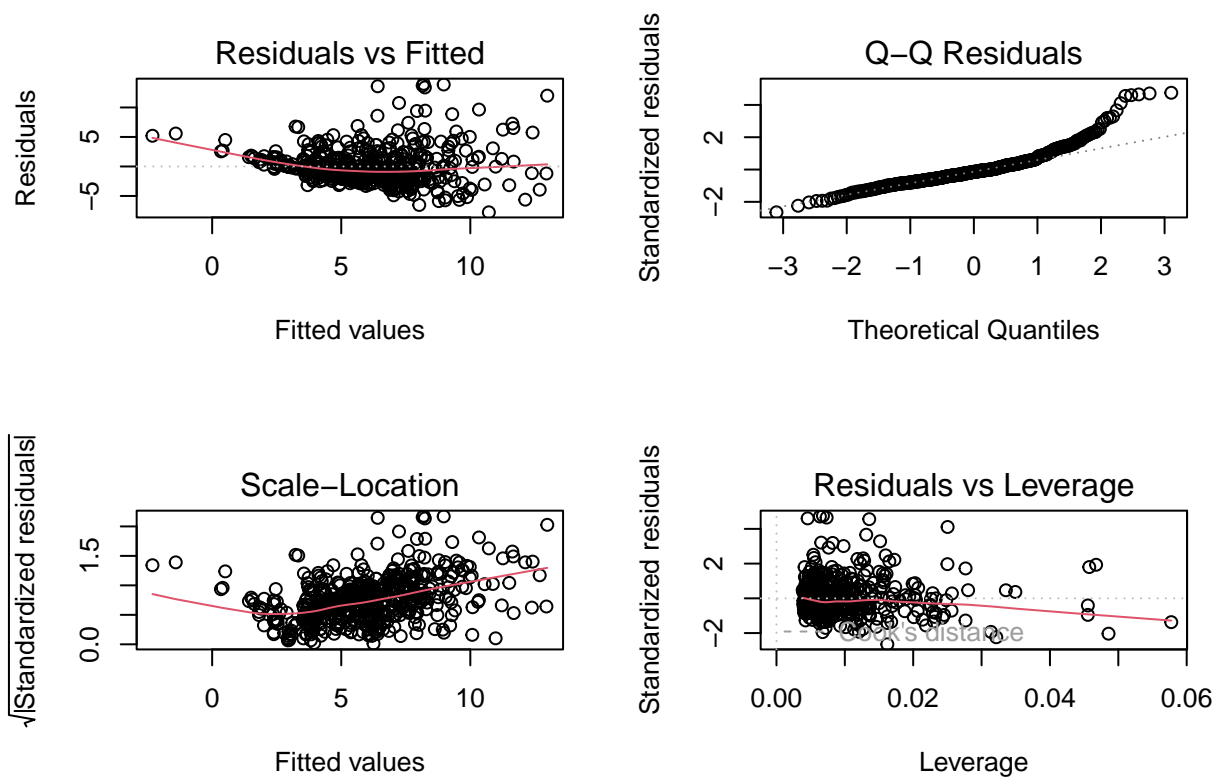 Residuals vs Fitted
Residuals
5
−5
0 5 10
Fitted values
Q−Q Residuals
Standardized residuals
2
−2
−3 −2 −1 0 1 2 3
Theoretical Quantiles
Scale−Location
√|Standardized residuals|
1.5
0.0
0 5 10
Fitted values
Residuals vs Leverage
Standardized residuals
2
−2
Cook's distance
0.00 0.02 0.04 0.06
Leverage